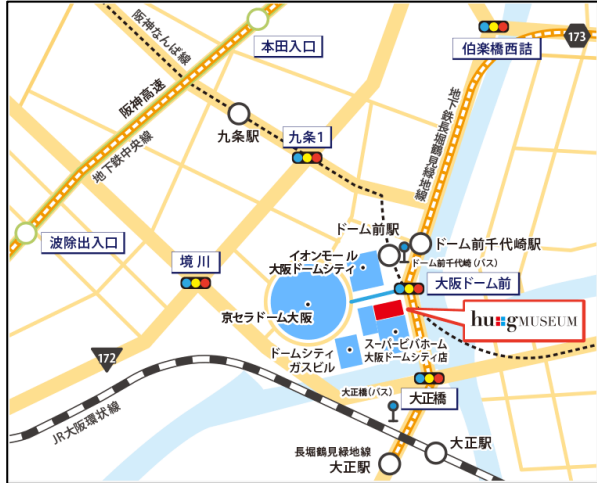 阪神なんば線
本田入口
伯楽橋西詰
173
阪神高速
地下鉄中央線
九条駅
九条1
地下鉄長堀鶴見緑地線
波除出入口
境川
ドーム前駅
ドーム前千代崎駅
ドーム前千代崎(バス)
イオンモール
大阪ドームシティ
大阪ドーム前
京セラドーム大阪
hu+g MUSEUM
スーパービバホーム
大阪ドームシティ店
ドームシティ
ガスビル
172
JR大阪環状線
大正橋(バス)
大正橋
長堀鶴見緑地線
大正駅
大正駅